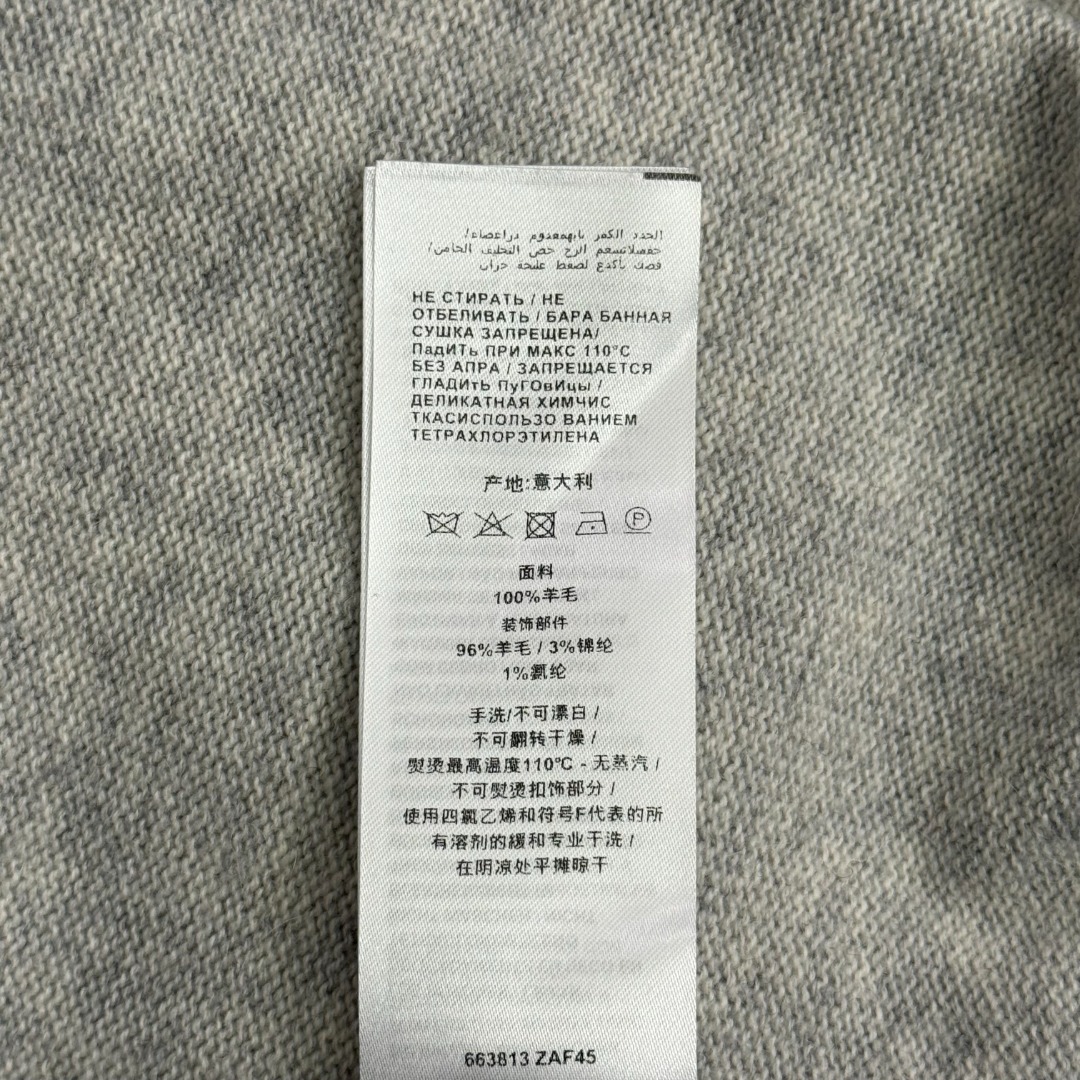 НЕ СТИРАТЬ / НЕ
ОТБЕЛИВАТЬ / БАРА БАННАЯ
СУШКА ЗАПРЕЩЕНА/
ПадИТЬ ПРИ МАКС 110°C
БЕЗ АПРА / ЗАПРЕЩАЕТСЯ
ГЛАДИтЬ ПуГОвИцы /
ДЕЛИКАТНАЯ ХИМЧИС
ТКАСИСПОЛЬЗО ВАНИЕМ
ТЕТРАХЛОРЭТИЛЕНА
产地:意大利
P
面料
100%羊毛
装饰部件
96%羊毛 / 3%锦纶
1%氨纶
手洗/不可漂白 /
不可翻转干燥 /
熨烫最高温度110℃ - 无蒸汽 /
不可熨烫扣饰部分 /
使用四氯乙烯和符号F代表的所
有溶剂的缓和专业干洗 /
在阴凉处平摊晾干
663813 ZAF45